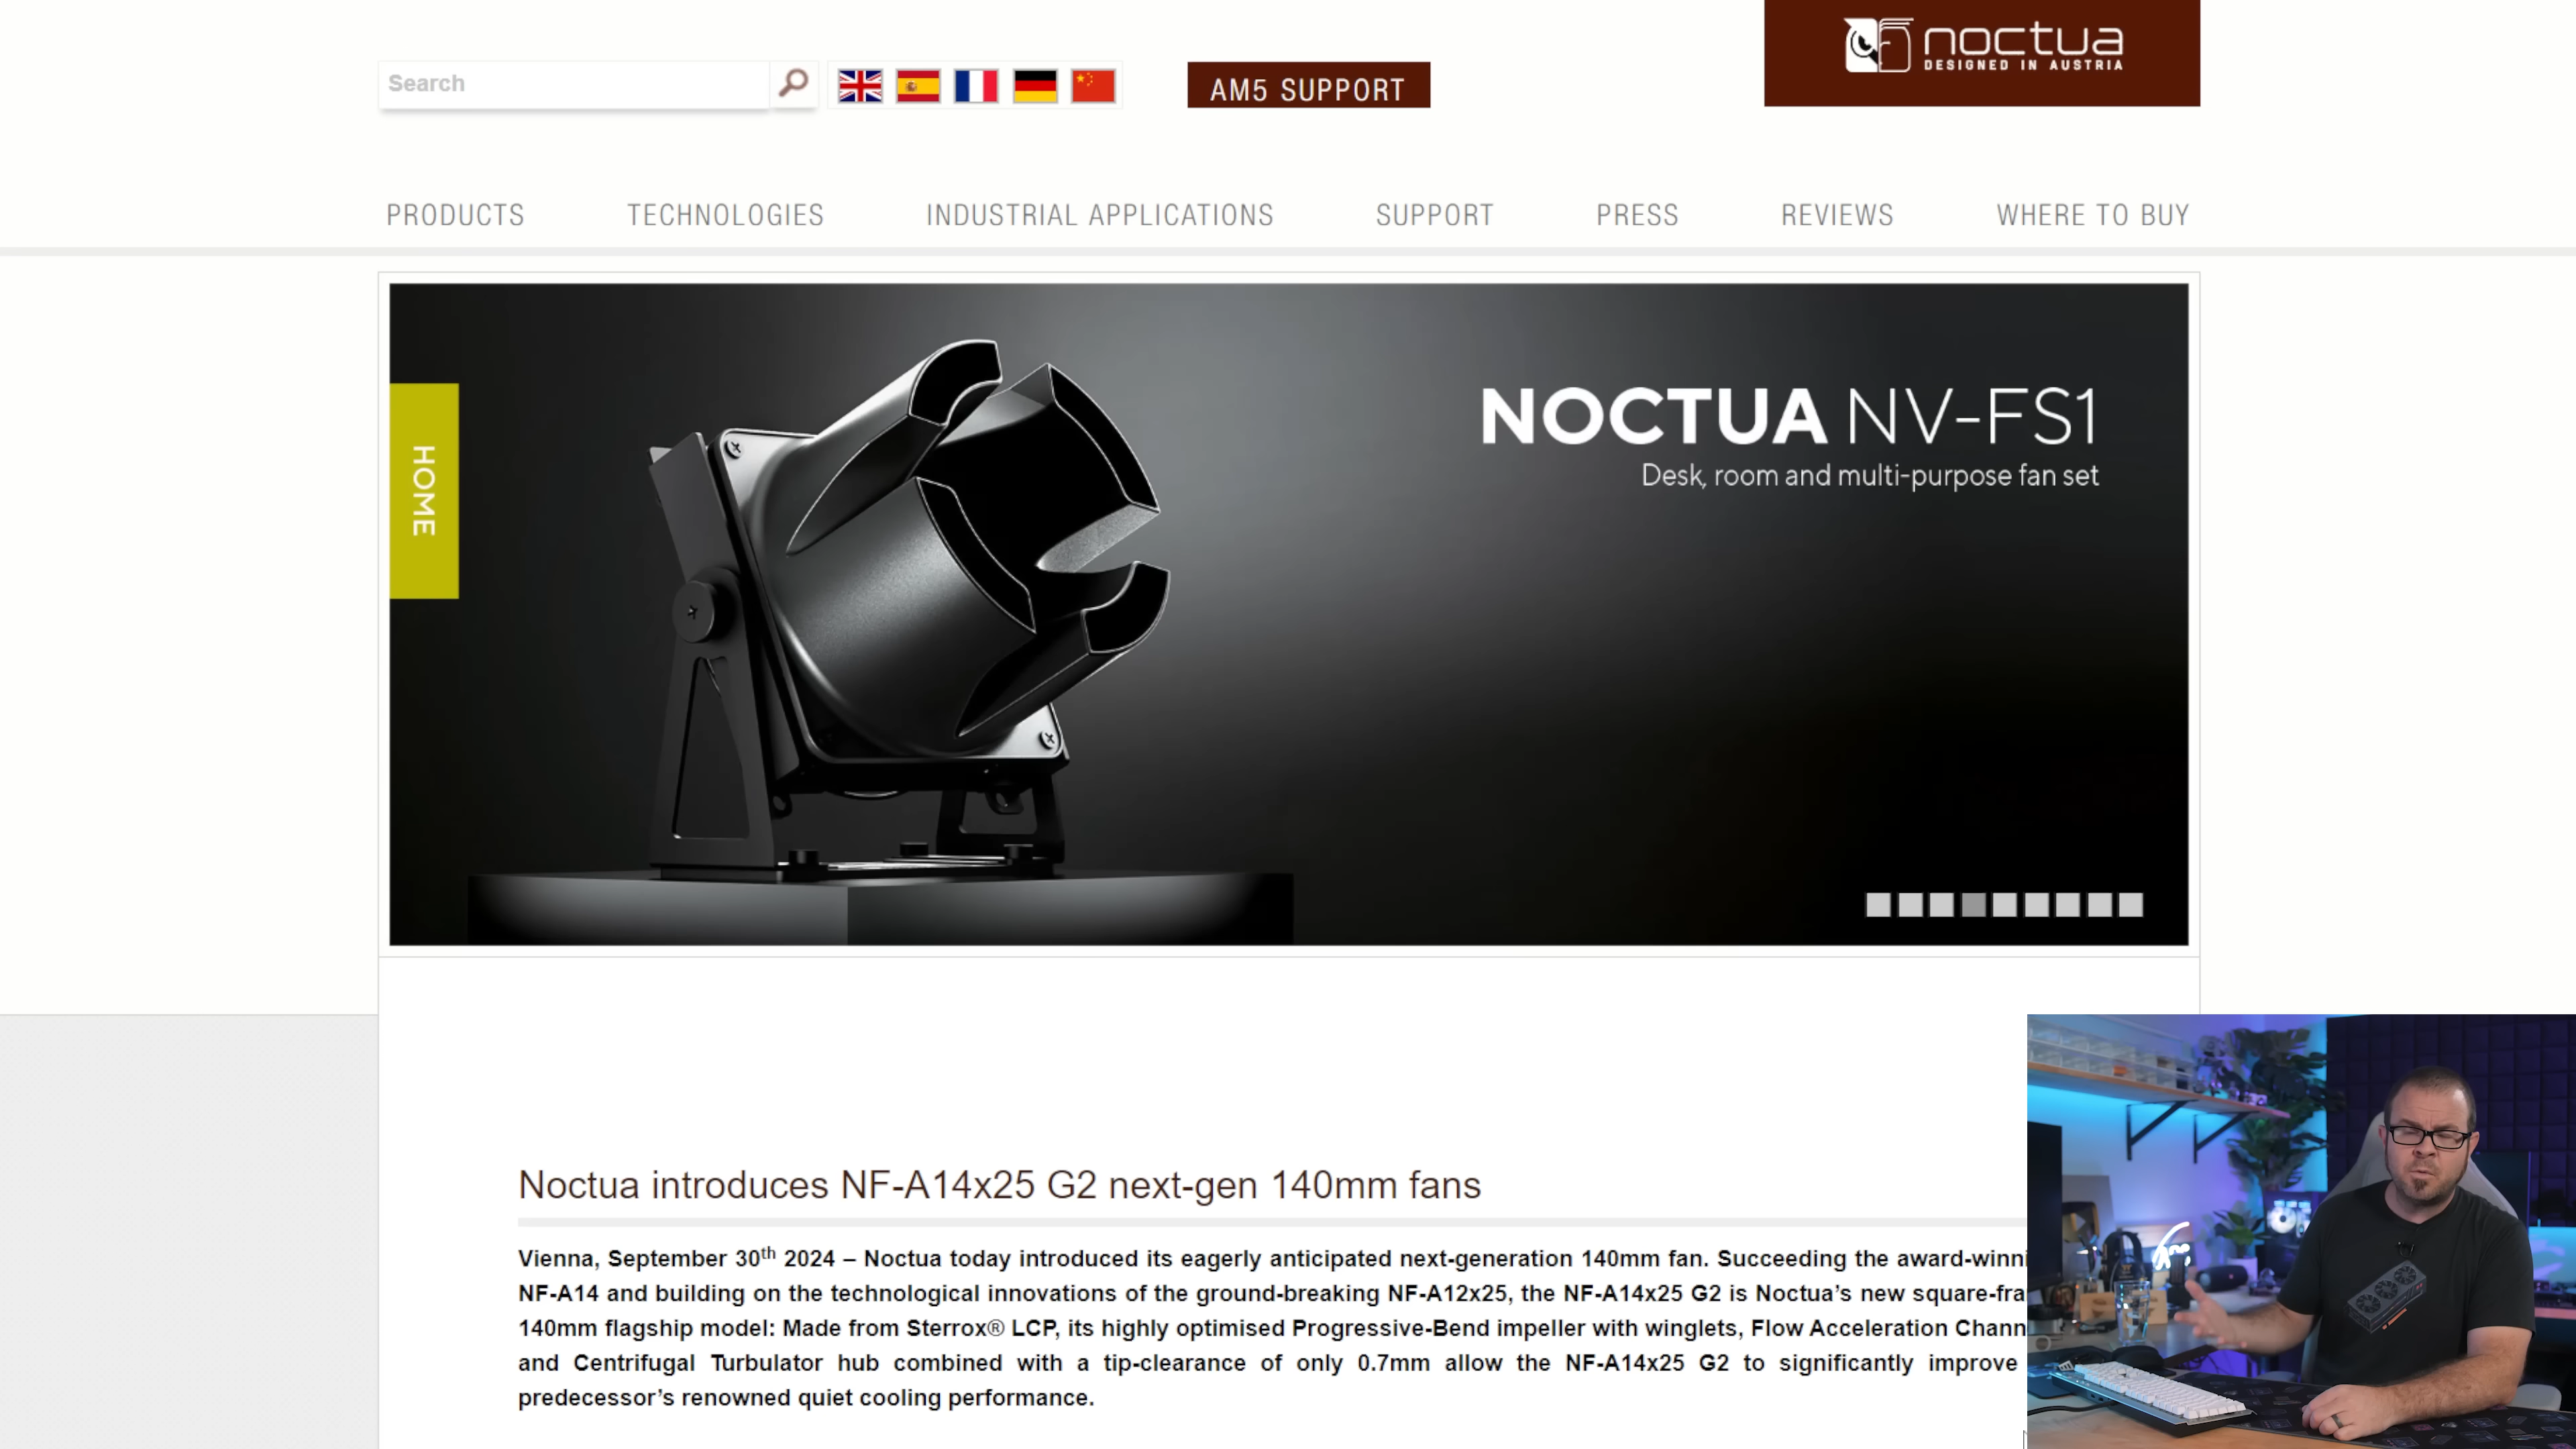 noctua
DESIGNED IN AUSTRIA
Search
AM5 SUPPORT
PRODUCTS TECHNOLOGIES INDUSTRIAL APPLICATIONS SUPPORT PRESS REVIEWS WHERE TO BUY
HOME
NOCTUA NV-FS1
Desk, room and multi-purpose fan set
Noctua introduces NF-A14x25 G2 next-gen 140mm fans
Vienna, September 30th 2024 – Noctua today introduced its eagerly anticipated next-generation 140mm fan. Succeeding the award-winni
NF-A14 and building on the technological innovations of the ground-breaking NF-A12x25, the NF-A14x25 G2 is Noctua's new square-fra
140mm flagship model: Made from Sterrox® LCP, its highly optimised Progressive-Bend impeller with winglets, Flow Acceleration Chann
and Centrifugal Turbulator hub combined with a tip-clearance of only 0.7mm allow the NF-A14x25 G2 to significantly improve
predecessor's renowned quiet cooling performance.